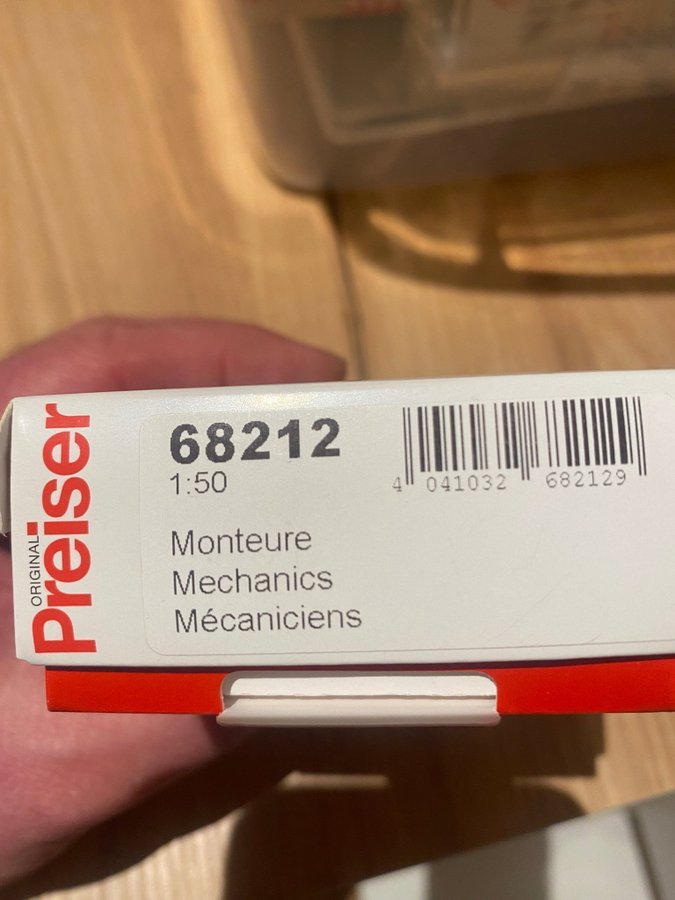 ORIGINAL
Preiser
68212
1:50
4 041032 682129
Monteure
Mechanics
Mécaniciens